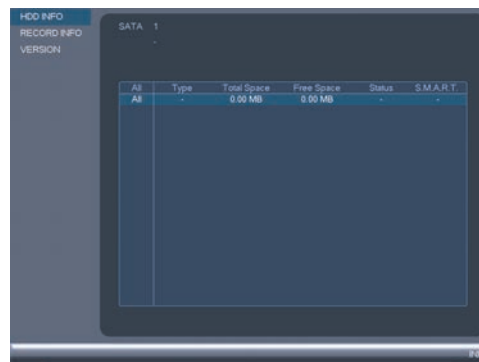 HDD INFO
RECORD INFO
VERSION
SATA 1
-
All Type Total Space Free Space Status S.M.A.R.T.
All - 0.00 MB 0.00 MB - -